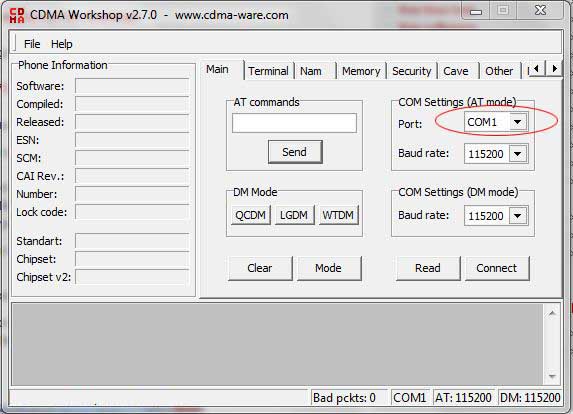 CDMA CDMA Workshop v2.7.0 - www.cdma-ware.com
File Help
Phone Information
Software:
Compiled:
Released:
ESN:
SCM:
CAI Rev.:
Number:
Lock code:
Standart:
Chipset:
Chipset v2:
Main Terminal Nam Memory Security Cave Other
AT commands
Send
COM Settings (AT mode)
Port: COM1
Baud rate: 115200
DM Mode
QCDM LGDM WTDM
COM Settings (DM mode)
Baud rate: 115200
Clear Mode Read Connect
Bad pckts: 0 COM1 AT: 115200 DM: 115200